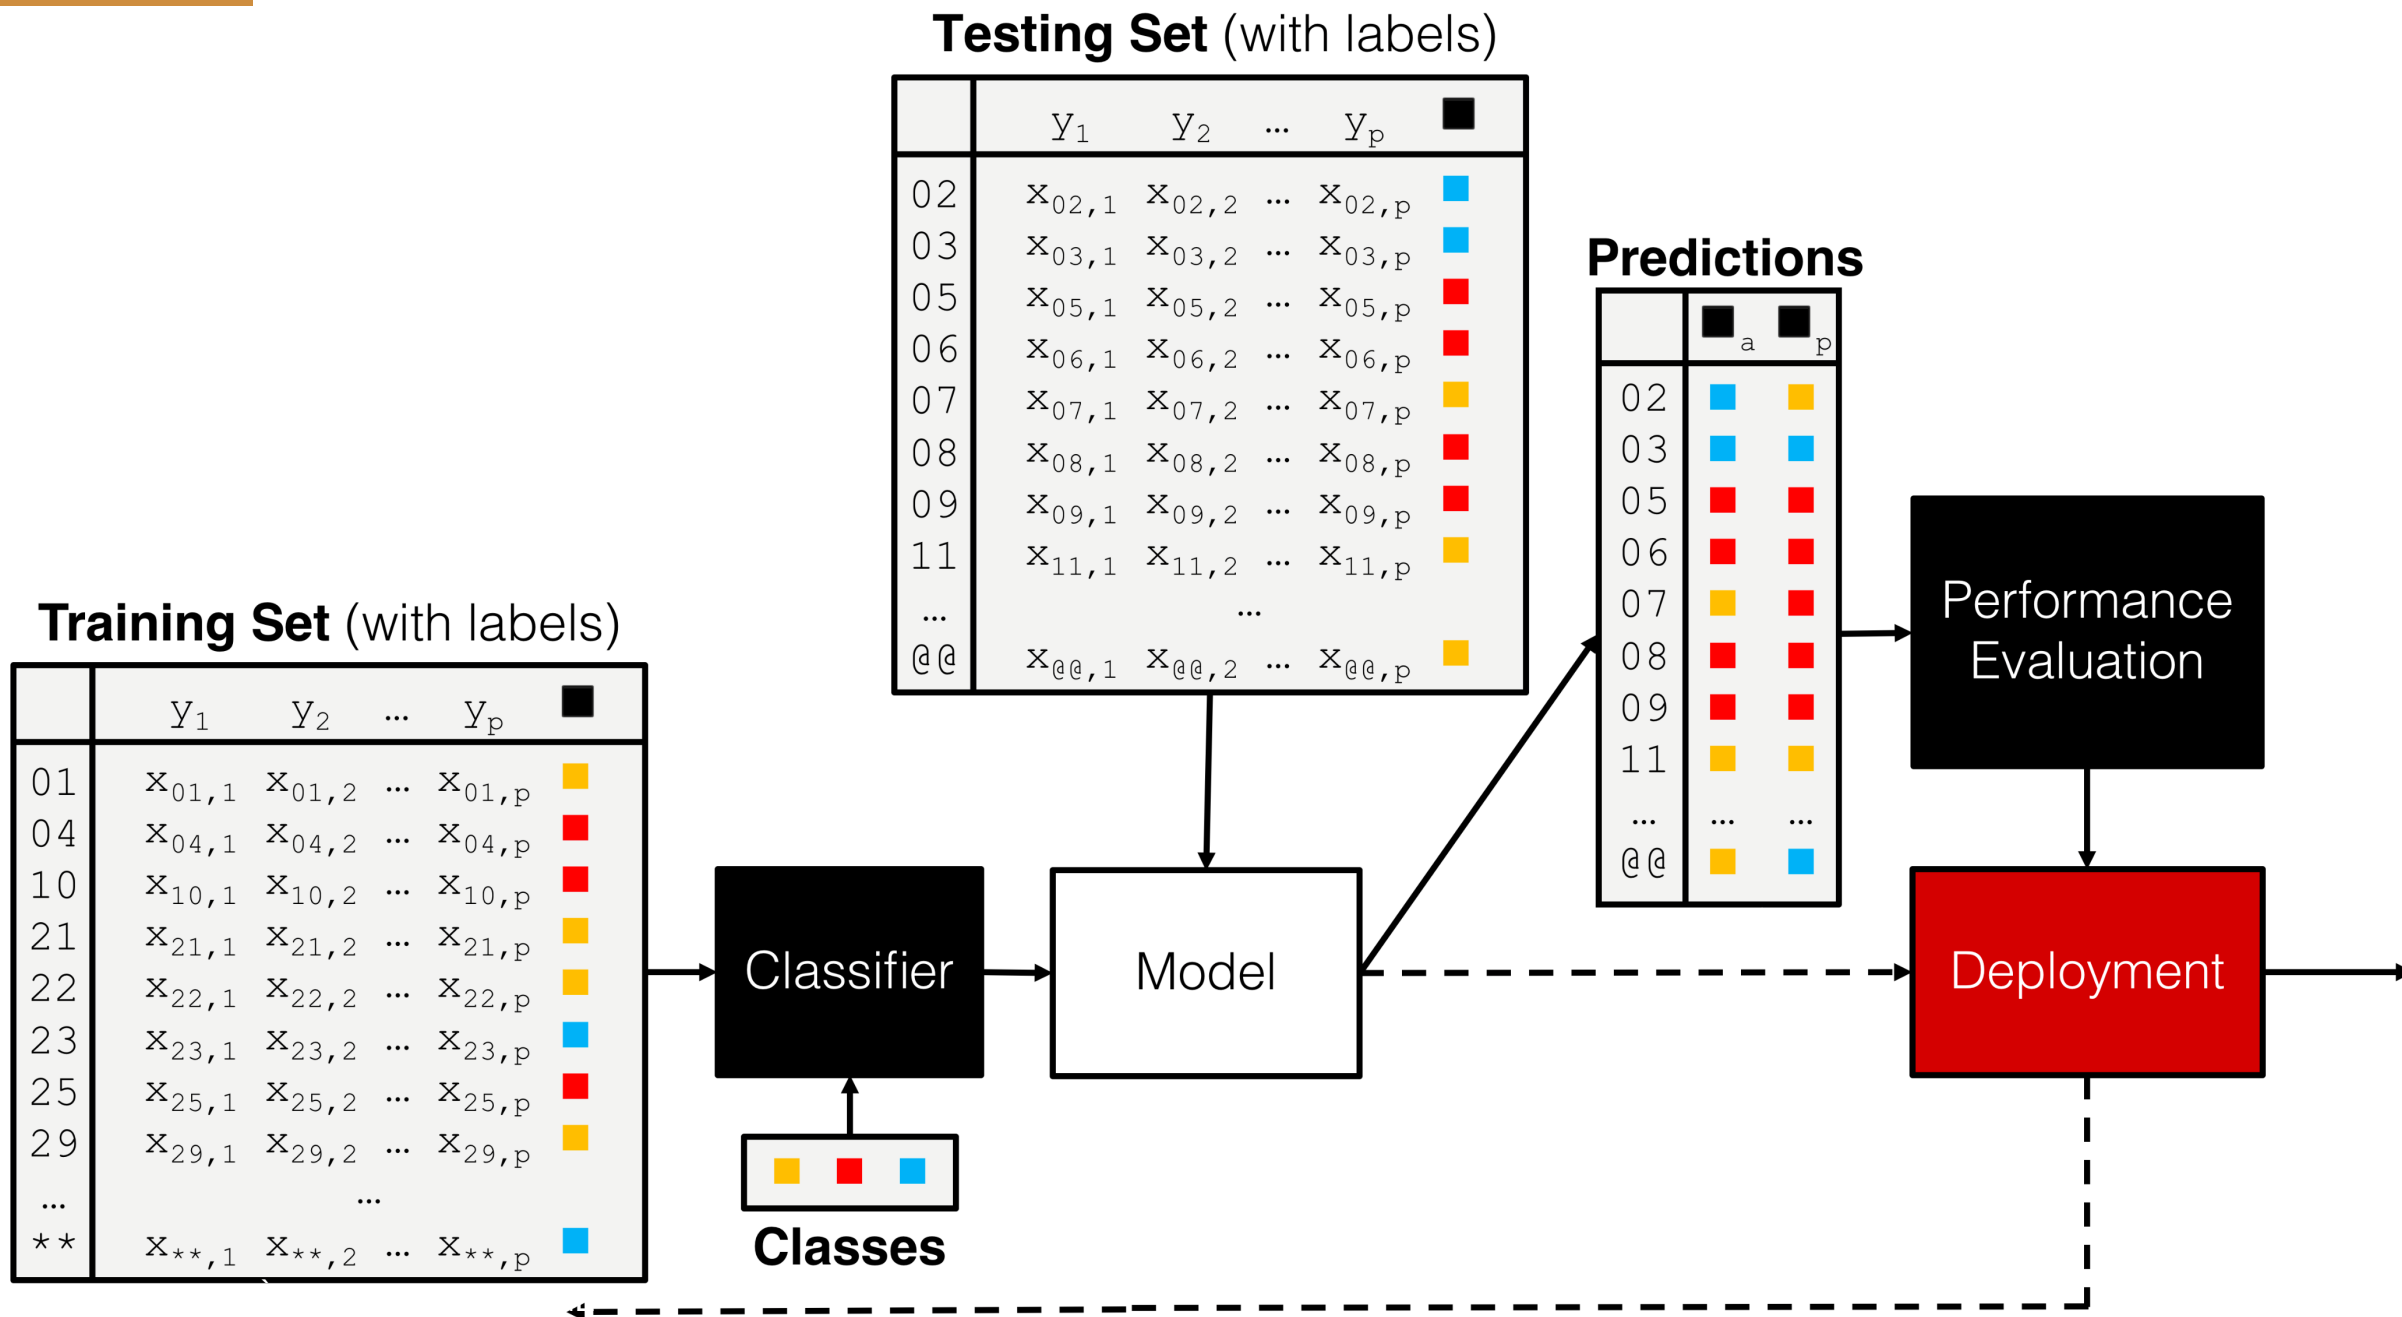 Testing Set (with labels)
y1 y2 … yp
02 x02,1 x02,2 … x02,p
03 x03,1 x03,2 … x03,p
05 x05,1 x05,2 … x05,p
06 x06,1 x06,2 … x06,p
07 x07,1 x07,2 … x07,p
08 x08,1 x08,2 … x08,p
09 x09,1 x09,2 … x09,p
11 x11,1 x11,2 … x11,p
… …
@@ x@@,1 x@@,2 … x@@,p
Predictions
a p
02
03
05
06
07
08
09
11
… … …
@@
Performance
Evaluation
Training Set (with labels)
y1 y2 … yp
01 x01,1 x01,2 … x01,p
04 x04,1 x04,2 … x04,p
10 x10,1 x10,2 … x10,p
21 x21,1 x21,2 … x21,p
22 x22,1 x22,2 … x22,p
23 x23,1 x23,2 … x23,p
25 x25,1 x25,2 … x25,p
29 x29,1 x29,2 … x29,p
… …
** x**,1 x**,2 … x**,p
Classifier
Model
Deployment
Classes